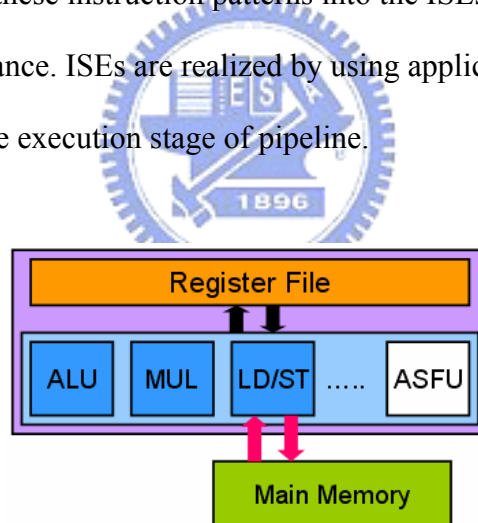 these instruction patterns into the ISEs
ance. ISEs are realized by using applic
e execution stage of pipeline.
E S
1896
Register File
ALU MUL LD/ST ..... ASFU
Main Memory